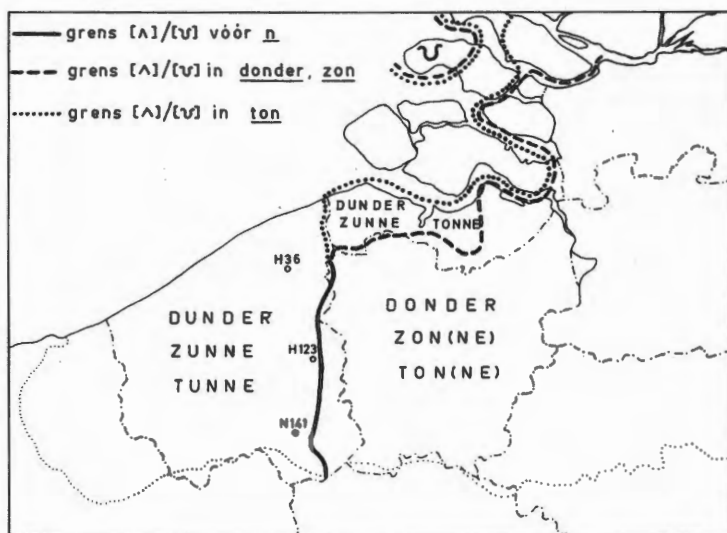 grens [ʌ]/[ʊ] vóór n
grens [ʌ]/[ʊ] in donder, zon
grens [ʌ]/[ʊ] in ton
ʊ
DUNDER
ZUNNE
TONNE
H36
DUNDER
ZUNNE
TUNNE
H123
N141
DONDER
ZON(NE)
TON(NE)